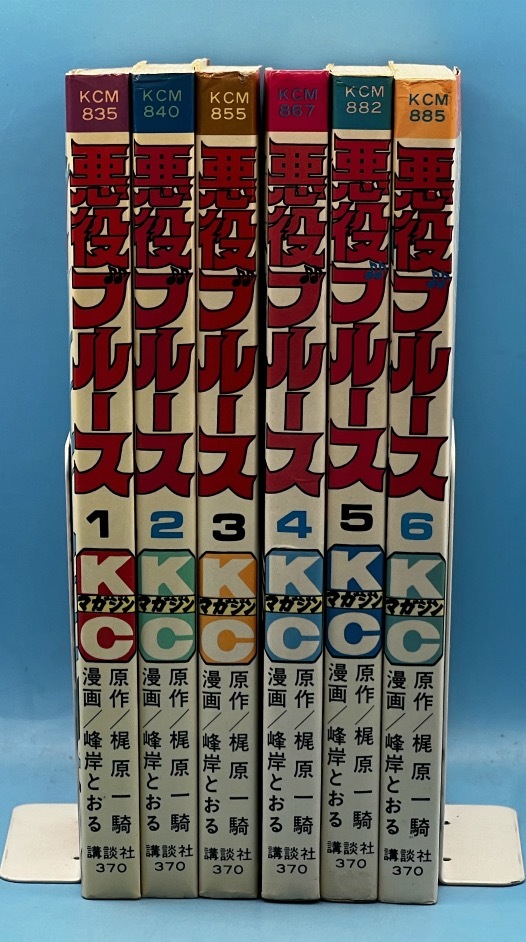 KCM
835
悪役ブルース
1
K
マガジン
C
原作/梶原一騎
漫画/峰岸とおる
講談社
370
KCM
840
悪役ブルース
2
K
マガジン
C
原作/梶原一騎
漫画/峰岸とおる
講談社
370
KCM
855
悪役ブルース
3
K
マガジン
C
原作/梶原一騎
漫画/峰岸とおる
講談社
370
KCM
867
悪役ブルース
4
K
マガジン
C
原作/梶原一騎
漫画/峰岸とおる
講談社
370
KCM
882
悪役ブルース
5
K
マガジン
C
原作/梶原一騎
漫画/峰岸とおる
講談社
370
KCM
885
悪役ブルース
6
K
マガジン
C
原作/梶原一騎
漫画/峰岸とおる
講談社
370